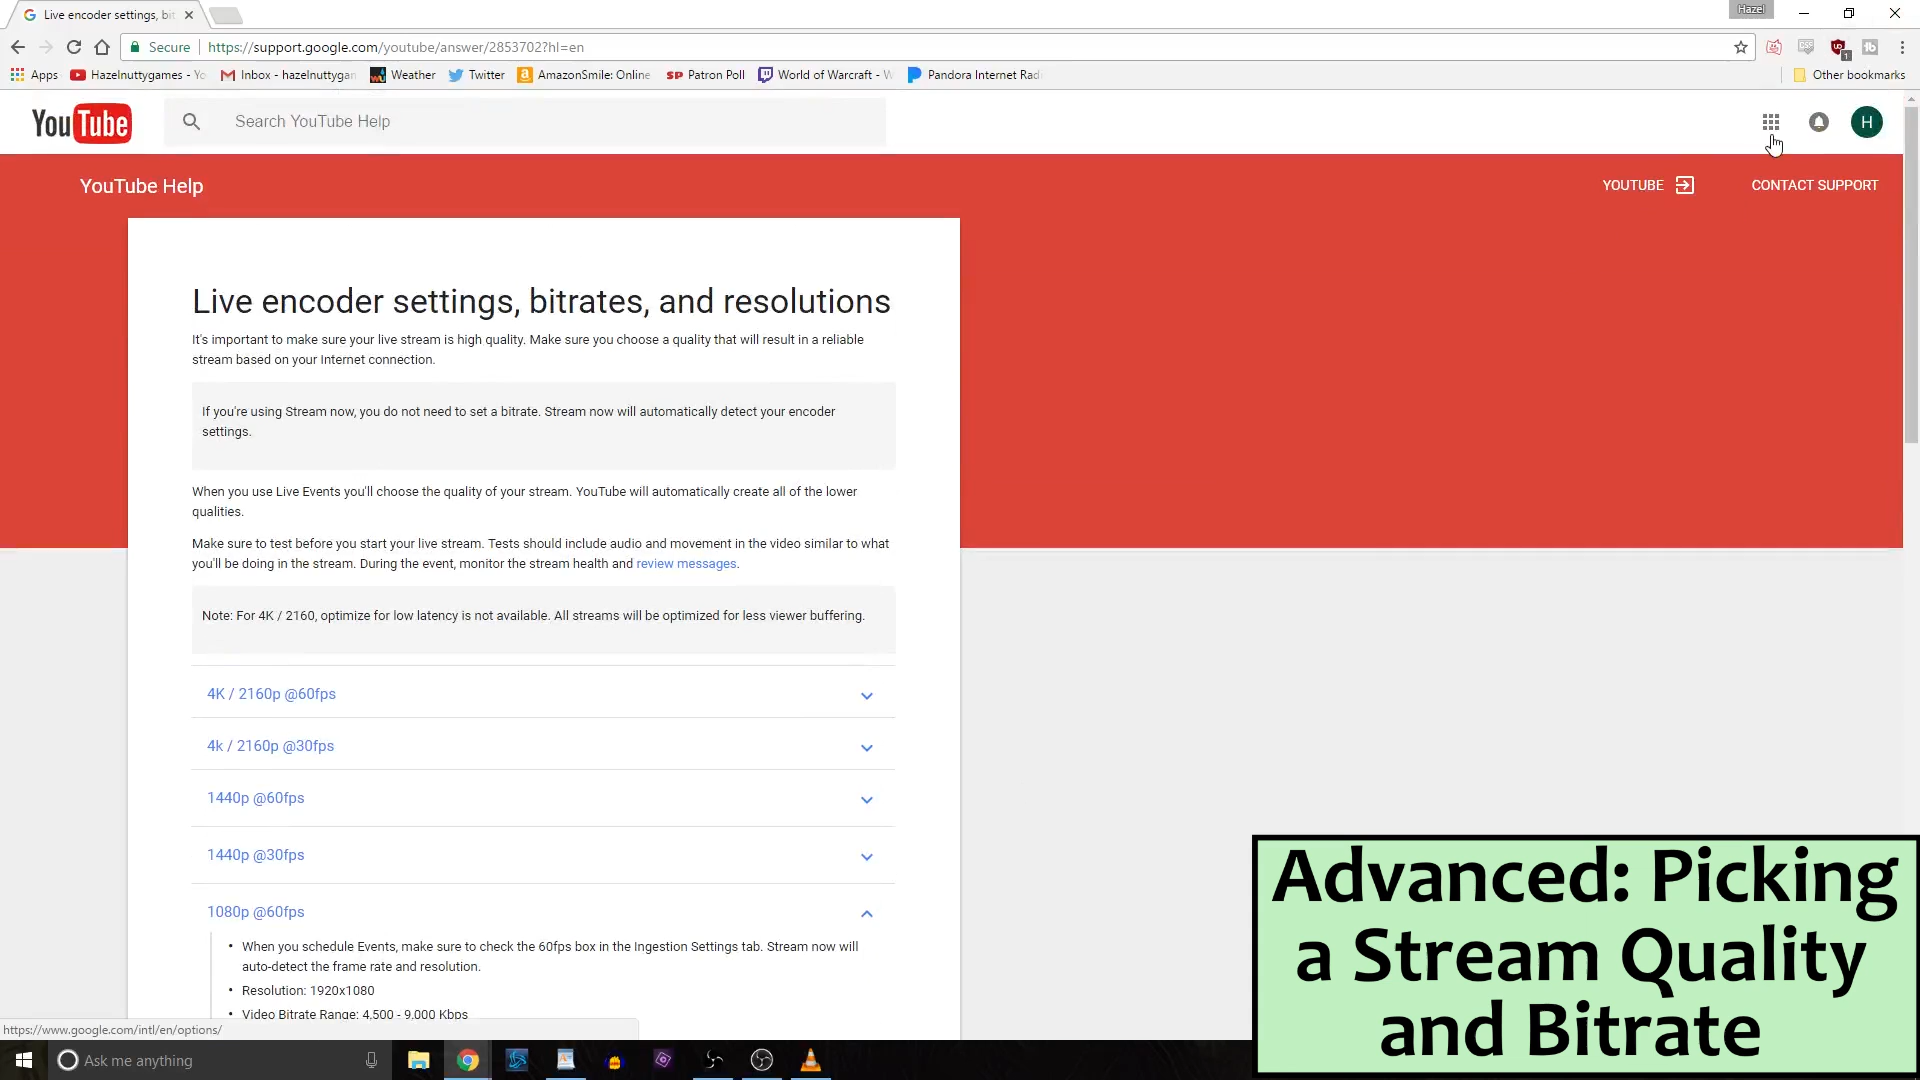 Live encoder settings, bit
Hazel
Secure https://support.google.com/youtube/answer/2853702?hl=en
Apps Hazelnuttygames - Yo Inbox - hazelnuttygan Weather Twitter AmazonSmile: Online Patron Poll World of Warcraft - W Pandora Internet Radi Other bookmarks
YouTube Search YouTube Help H
YouTube Help YOUTUBE CONTACT SUPPORT
Live encoder settings, bitrates, and resolutions
It's important to make sure your live stream is high quality. Make sure you choose a quality that will result in a reliable
stream based on your Internet connection.
If you're using Stream now, you do not need to set a bitrate. Stream now will automatically detect your encoder
settings.
When you use Live Events you'll choose the quality of your stream. YouTube will automatically create all of the lower
qualities.
Make sure to test before you start your live stream. Tests should include audio and movement in the video similar to what
you'll be doing in the stream. During the event, monitor the stream health and review messages.
Note: For 4K / 2160, optimize for low latency is not available. All streams will be optimized for less viewer buffering.
4K / 2160p @60fps
4k / 2160p @30fps
1440p @60fps
1440p @30fps
1080p @60fps
• When you schedule Events, make sure to check the 60fps box in the Ingestion Settings tab. Stream now will
auto-detect the frame rate and resolution.
• Resolution: 1920x1080
• Video Bitrate Range: 4,500 - 9,000 Kbps
https://www.google.com/intl/en/options/
Ask me anything
Advanced: Picking
a Stream Quality
and Bitrate